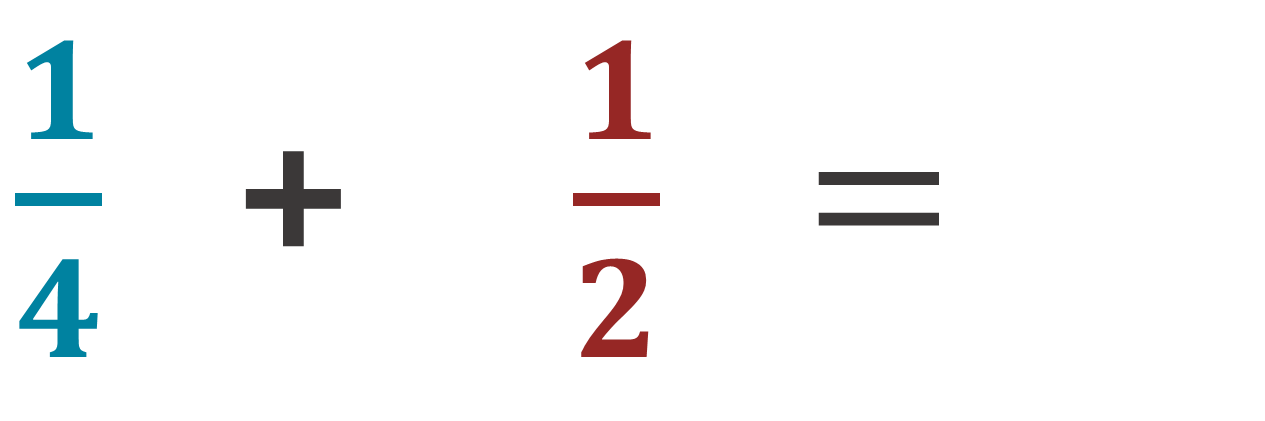 1/4 + 1/2 =